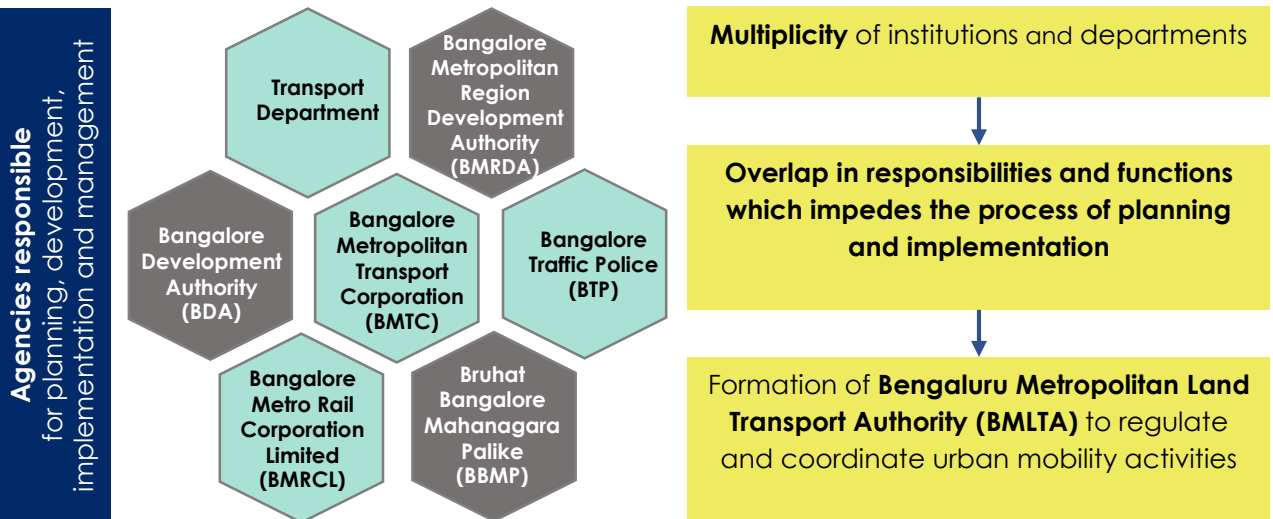 Agencies responsible
for planning, development,
implementation and management
Transport
Department
Bangalore
Metropolitan
Region
Development
Authority
(BMRDA)
Bangalore
Development
Authority
(BDA)
Bangalore
Metropolitan
Transport
Corporation
(BMTC)
Bangalore
Traffic Police
(BTP)
Bangalore
Metro Rail
Corporation
Limited
(BMRCL)
Bruhat
Bangalore
Mahanagara
Palike
(BBMP)
Multiplicity of institutions and departments
Overlap in responsibilities and functions
which impedes the process of planning
and implementation
Formation of Bengaluru Metropolitan Land
Transport Authority (BMLTA) to regulate
and coordinate urban mobility activities